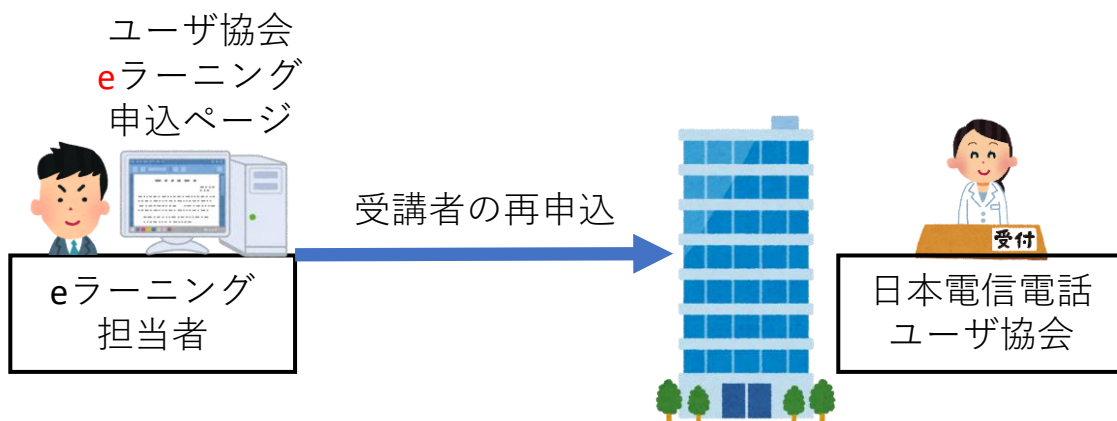 ユーザ協会
eラーニング
申込ページ
受講者の再申込
受付
eラーニング
担当者
日本電信電話
ユーザ協会